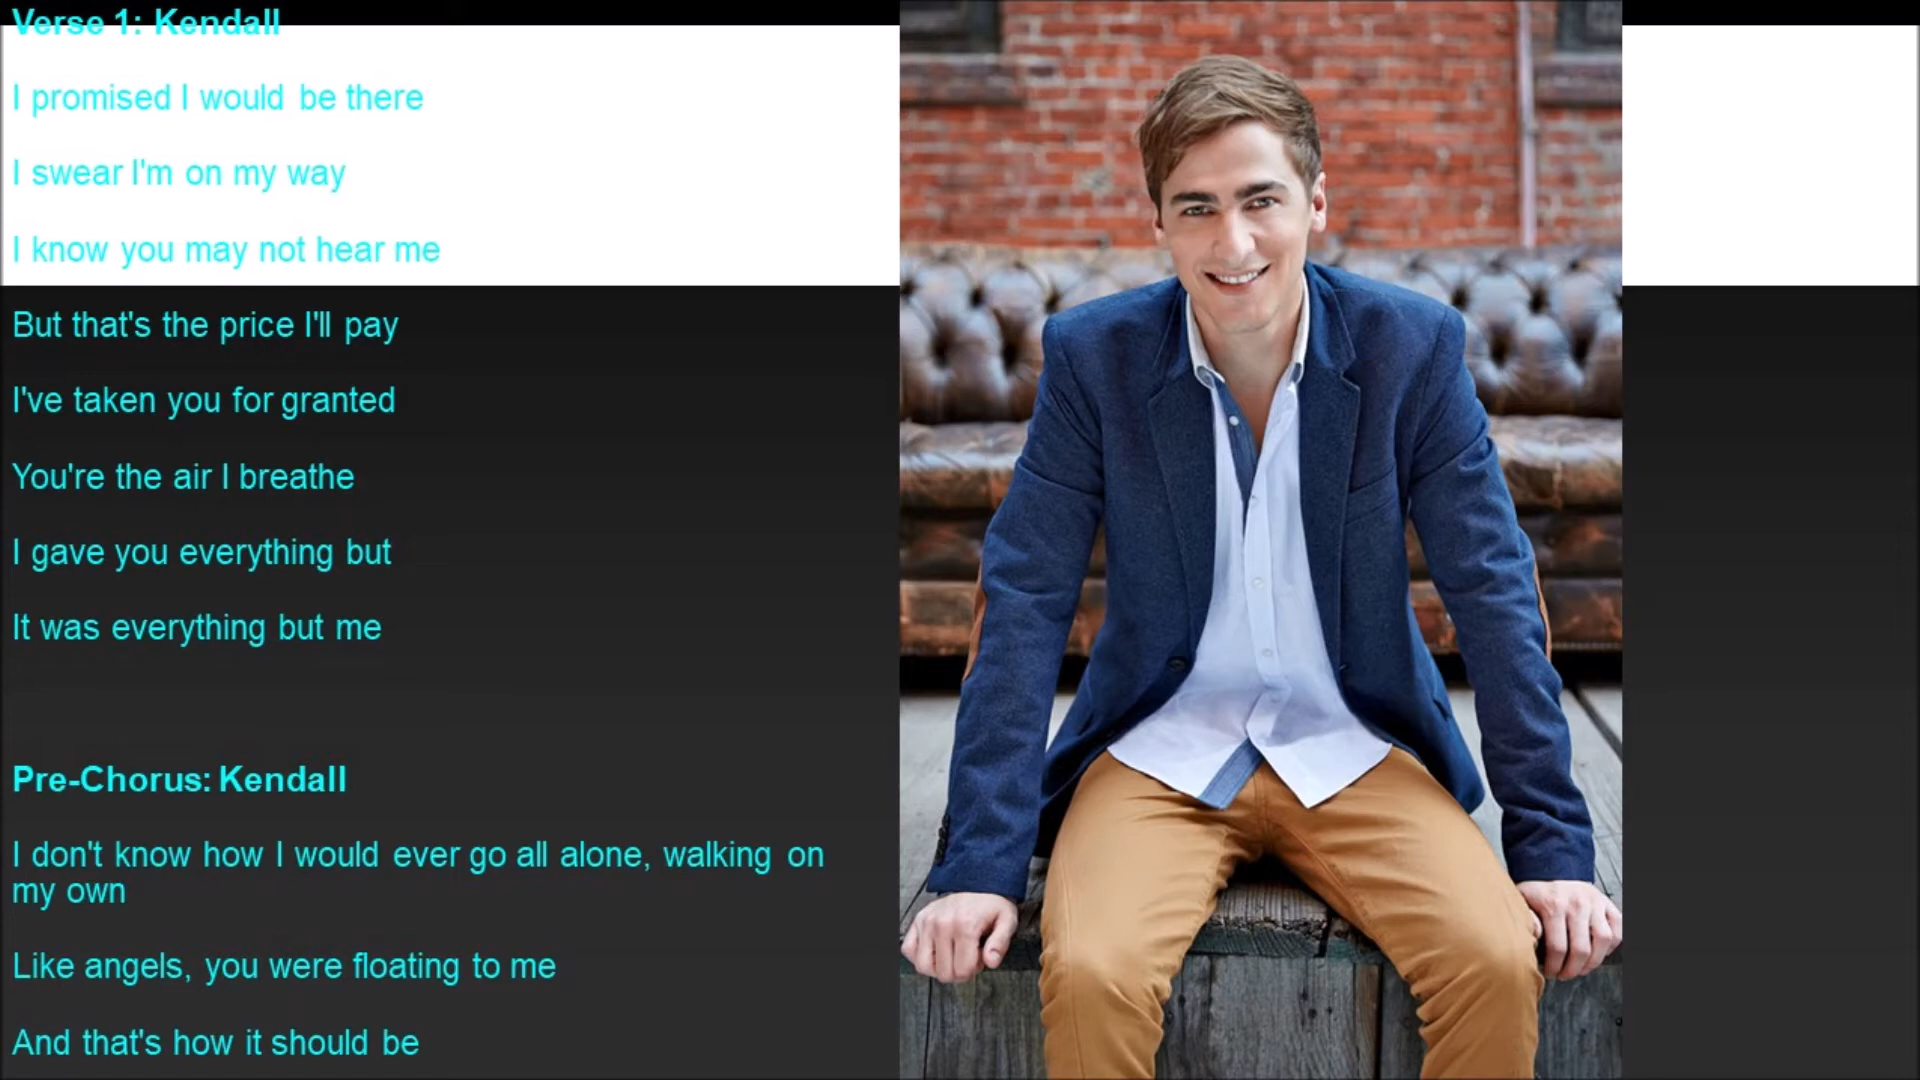 Verse 1: Kendall
I promised I would be there
I swear I'm on my way
I know you may not hear me
But that's the price I'll pay
I've taken you for granted
You're the air I breathe
I gave you everything but
It was everything but me
Pre-Chorus: Kendall
I don't know how I would ever go all alone, walking on
my own
Like angels, you were floating to me
And that's how it should be